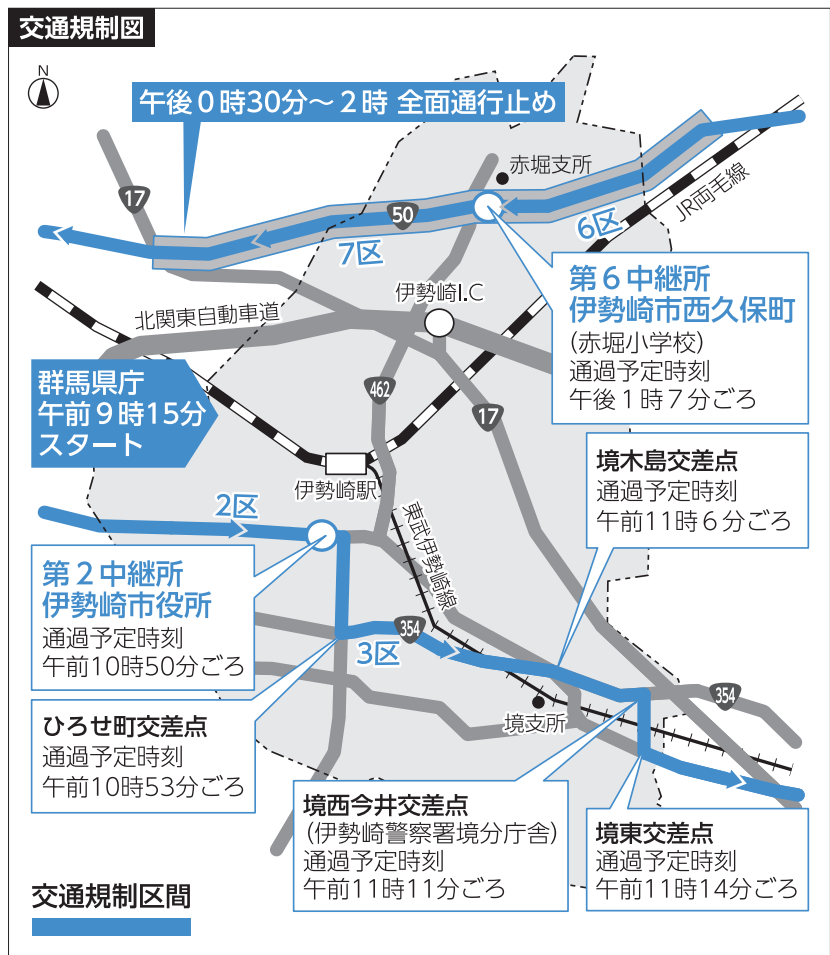 交通規制図
N
午後0時30分〜2時 全面通行止め
17
赤堀支所
50
JR両毛線
6区
7区
第6中継所
伊勢崎市西久保町
(赤堀小学校)
通過予定時刻
午後1時7分ごろ
伊勢崎I.C
北関東自動車道
群馬県庁
午前9時15分
スタート
462
17
境木島交差点
通過予定時刻
午前11時6分ごろ
伊勢崎駅
2区
東武伊勢崎線
第2中継所
伊勢崎市役所
通過予定時刻
午前10時50分ごろ
354
3区
354
境支所
ひろせ町交差点
通過予定時刻
午前10時53分ごろ
境西今井交差点
(伊勢崎警察署境分庁舎)
通過予定時刻
午前11時11分ごろ
境東交差点
通過予定時刻
午前11時14分ごろ
交通規制区間